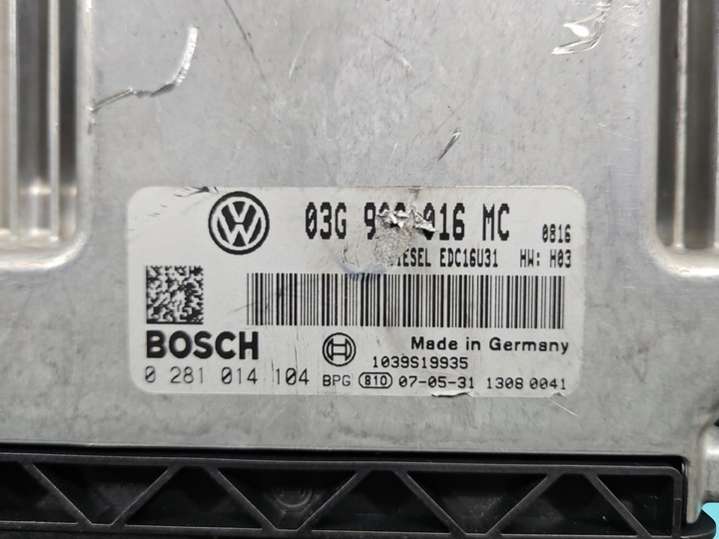 03G 016 MC 0816
EDC16U31 HW: H03
BOSCH
Made in Germany
1039S19935
0 281 014 104 BPG 810 07-05-31 1308 0041